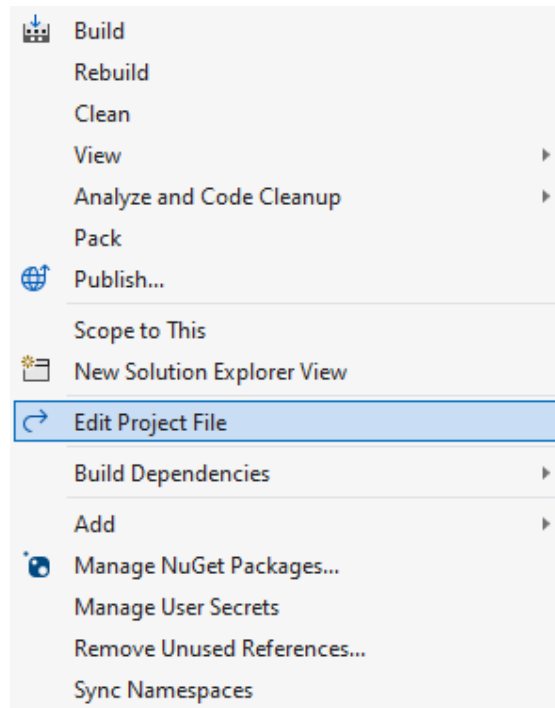 Build
Rebuild
Clean
View
Analyze and Code Cleanup
Pack
Publish...
Scope to This
New Solution Explorer View
Edit Project File
Build Dependencies
Add
Manage NuGet Packages...
Manage User Secrets
Remove Unused References...
Sync Namespaces